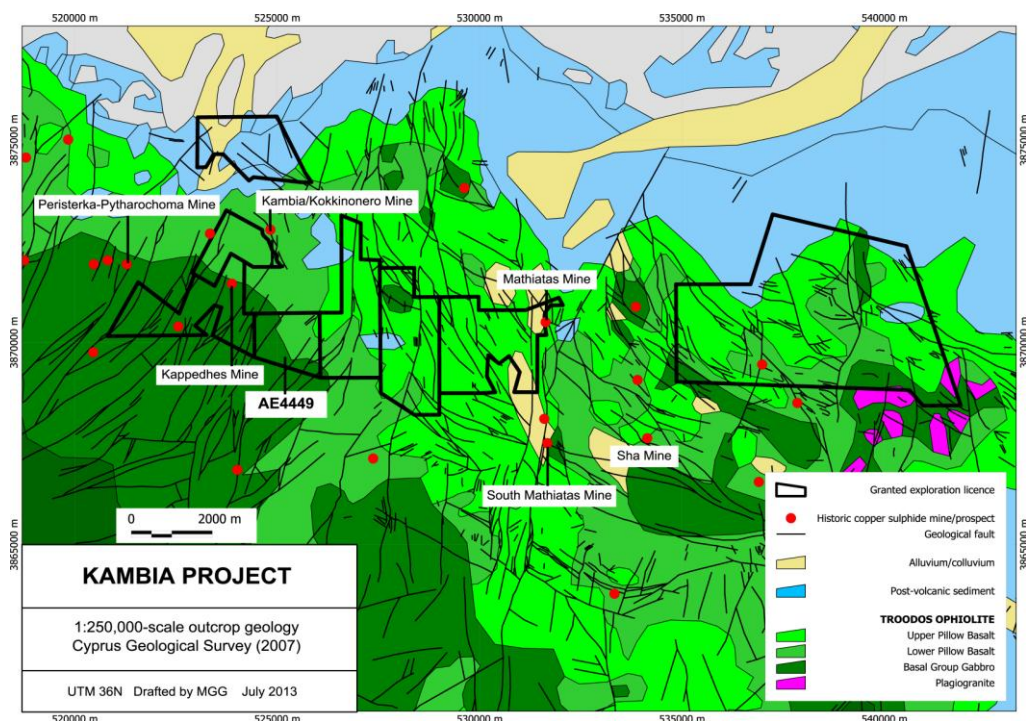 520000 m
525000 m
530000 m
535000 m
540000 m
3875000 m
3875000 m
Peristerka-Pytharochoma Mine
Kambia/Kokkinonero Mine
Mathiatas Mine
3870000 m
3870000 m
Kappedhes Mine
AE4449
Sha Mine
South Mathiatas Mine
0
2000 m
3865000 m
3865000 m
KAMBIA PROJECT
1:250,000-scale outcrop geology
Cyprus Geological Survey (2007)
UTM 36N Drafted by MGG July 2013
Granted exploration licence
Historic copper sulphide mine/prospect
Geological fault
Alluvium/colluvium
Post-volcanic sediment
TROODOS OPHIOLITE
Upper Pillow Basalt
Lower Pillow Basalt
Basal Group Gabbro
Plagiogranite
520000 m
525000 m
530000 m
535000 m
540000 m